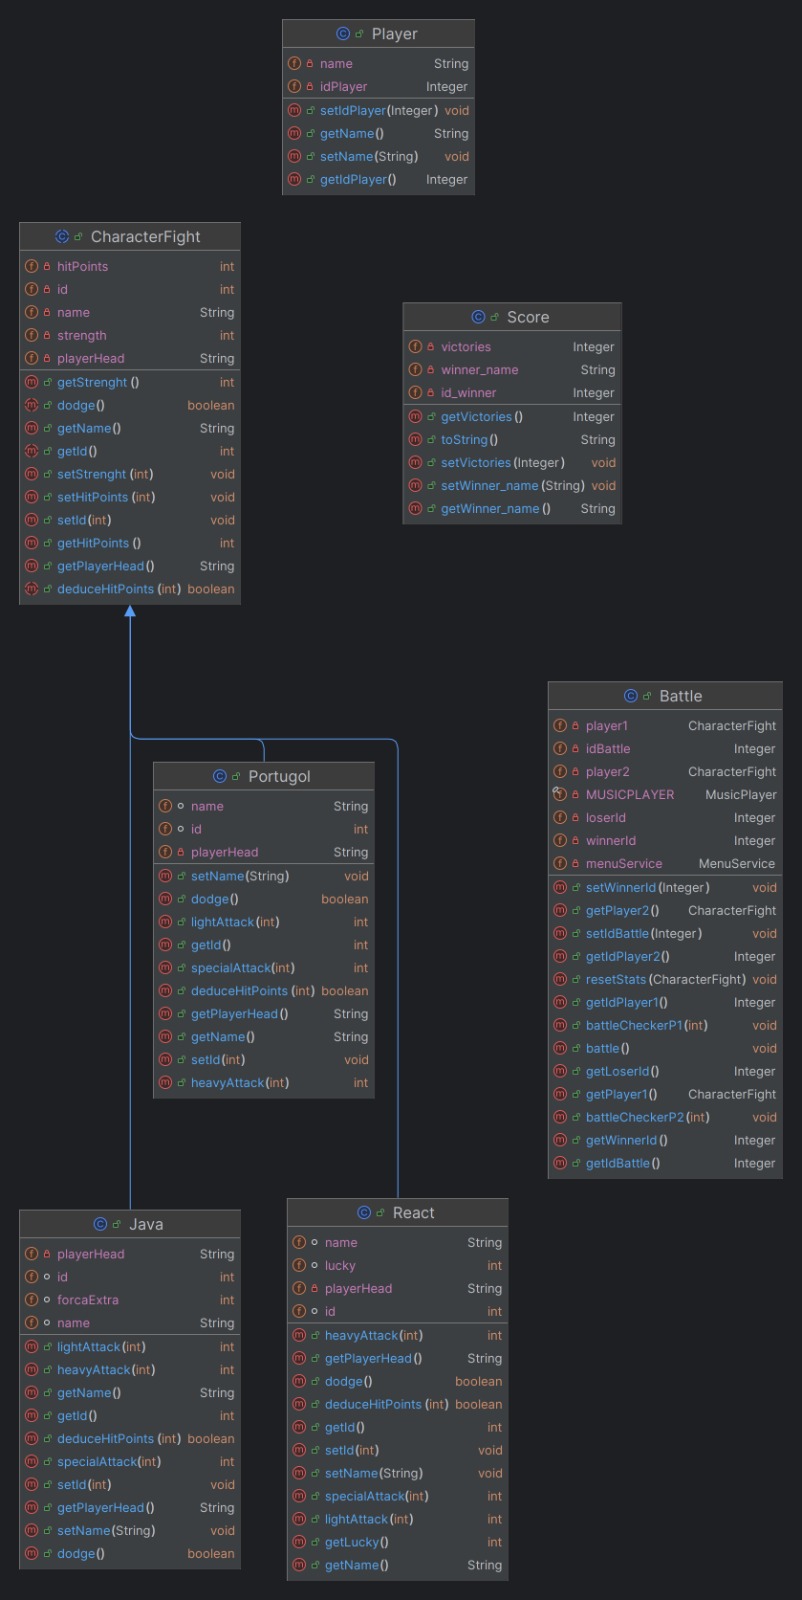 Player
name String
idPlayer Integer
setIdPlayer(Integer) void
getName() String
setName(String) void
getIdPlayer() Integer
CharacterFight
hitPoints int
id int
name String
strength int
playerHead String
getStrenght () int
dodge() boolean
getName() String
getId() int
setStrenght (int) void
setHitPoints (int) void
setId(int) void
getHitPoints () int
getPlayerHead() String
deduceHitPoints (int) boolean
Score
victories Integer
winner_name String
id_winner Integer
getVictories () Integer
toString() String
setVictories (Integer) void
setWinner_name (String) void
getWinner_name () String
Battle
player1 CharacterFight
idBattle Integer
player2 CharacterFight
MUSICPLAYER MusicPlayer
loserId Integer
winnerId Integer
menuService MenuService
setWinnerId (Integer) void
getPlayer2() CharacterFight
setIdBattle(Integer) void
getIdPlayer2() Integer
resetStats (CharacterFight) void
getIdPlayer1() Integer
battleCheckerP1(int) void
battle() void
getLoserId() Integer
getPlayer1() CharacterFight
battleCheckerP2(int) void
getWinnerId () Integer
getIdBattle() Integer
Portugol
name String
id int
playerHead String
setName(String) void
dodge() boolean
lightAttack(int) int
getId() int
specialAttack(int) int
deduceHitPoints (int) boolean
getPlayerHead() String
getName() String
setId(int) void
heavyAttack(int) int
Java
playerHead String
id int
forcaExtra int
name String
lightAttack(int) int
heavyAttack(int) int
getName() String
getId() int
deduceHitPoints (int) boolean
specialAttack(int) int
setId(int) void
getPlayerHead() String
setName(String) void
dodge() boolean
React
name String
lucky int
playerHead String
id int
heavyAttack(int) int
getPlayerHead() String
dodge() boolean
deduceHitPoints (int) boolean
getId() int
setId(int) void
setName(String) void
specialAttack(int) int
lightAttack(int) int
getLucky() int
getName() String